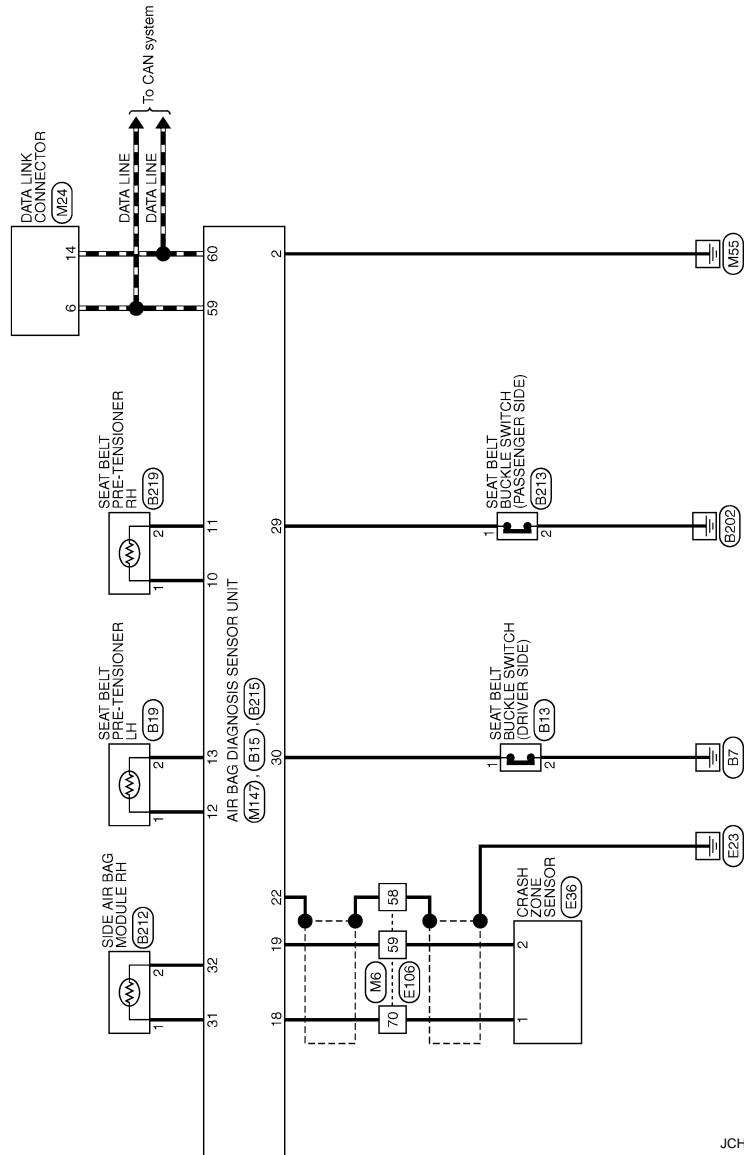 DATA LINK
CONNECTOR
M24
6
14
DATA LINE
DATA LINE
To CAN system
59
60
2
M55
SEAT BELT
PRE-TENSIONER
RH
B219
1
2
10
11
29
SEAT BELT
BUCKLE SWITCH
(PASSENGER SIDE)
B213
1
2
B202
SEAT BELT
PRE-TENSIONER
LH
B19
1
2
12
13
AIR BAG DIAGNOSIS SENSOR UNIT
M147 , B15 , B215
30
SEAT BELT
BUCKLE SWITCH
(DRIVER SIDE)
B13
1
2
B7
SIDE AIR BAG
MODULE RH
B212
1
2
31
32
18
19
22
70
59
58
M6
E106
E23
1
2
CRASH
ZONE
SENSOR
E36
JCH